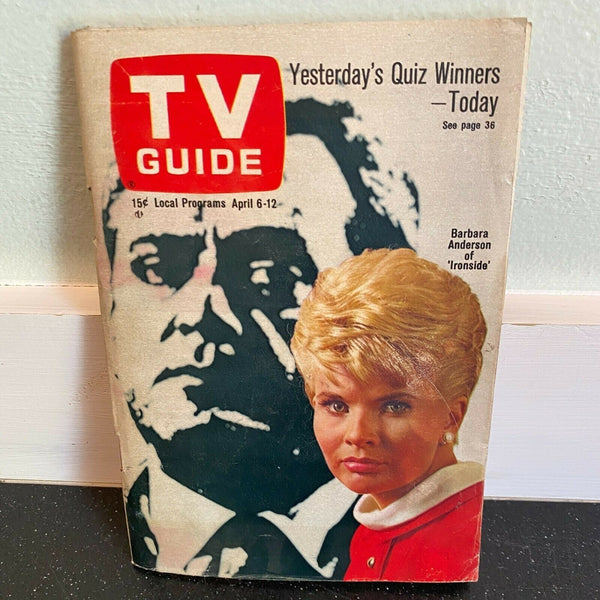 TV
GUIDE
Yesterday's Quiz Winners
—Today
See page 36
15¢ Local Programs April 6-12
Barbara
Anderson
of
'Ironside'